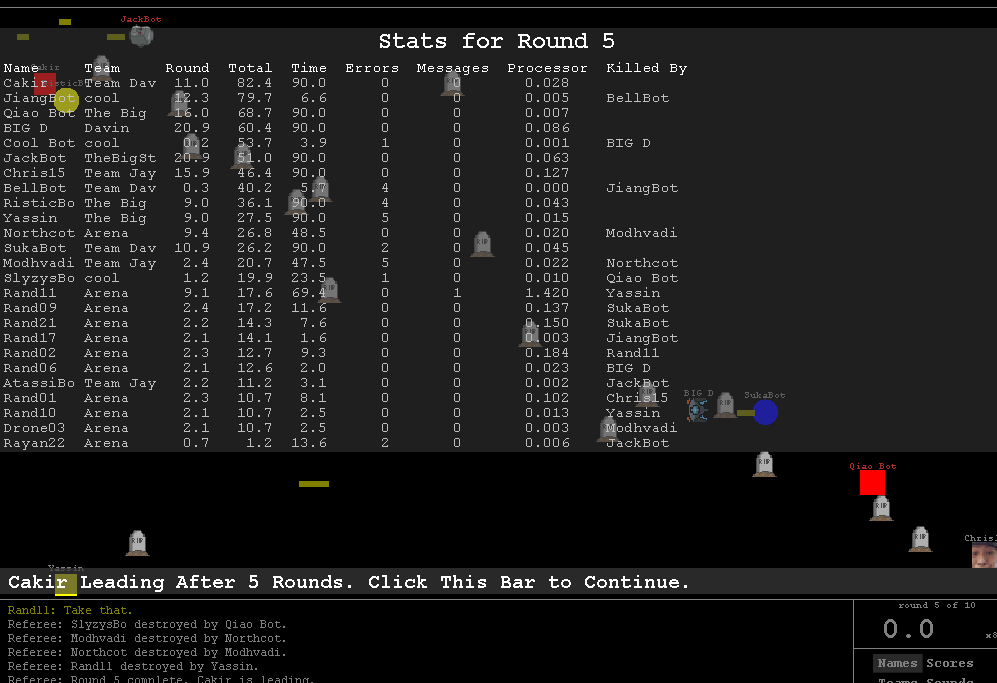 JackBot
Stats for Round 5
Name Team Round Total Time Errors Messages Processor Killed By
Cakir Team Dav 11.0 82.4 90.0 0 0 0.028
JiangBot cool 12.3 79.7 6.6 0 0 0.005 BellBot
Qiao Bot The Big 16.0 68.7 90.0 0 0 0.007
BIG D Davin 20.9 60.4 90.0 0 0 0.086
Cool Bot cool 0.2 53.7 3.9 1 0 0.001 BIG D
JackBot TheBigSt 20.9 51.0 90.0 0 0 0.063
Chris15 Team Jay 15.9 46.4 90.0 0 0 0.127
BellBot Team Dav 0.3 40.2 5.7 4 0 0.000 JiangBot
RisticBo The Big 9.0 36.1 90.0 4 0 0.043
Yassin The Big 9.0 27.5 90.0 5 0 0.015
Northcot Arena 9.4 26.8 48.5 0 0 0.020 Modhvadi
SukaBot Team Dav 10.9 26.2 90.0 2 0 0.045
Modhvadi Team Jay 2.4 20.7 47.5 5 0 0.022 Northcot
SlyzysBo cool 1.2 19.9 23.5 1 0 0.010 Qiao Bot
Rand11 Arena 9.1 17.6 69.4 0 1 1.420 Yassin
Rand09 Arena 2.4 17.2 11.6 0 0 0.137 SukaBot
Rand21 Arena 2.2 14.3 7.6 0 0 0.150 SukaBot
Rand17 Arena 2.1 14.1 1.6 0 0 0.003 JiangBot
Rand02 Arena 2.3 12.7 9.3 0 0 0.184 Rand11
Rand06 Arena 2.1 12.6 2.0 0 0 0.023 BIG D
AtassiBo Team Jay 2.2 11.2 3.1 0 0 0.002 JackBot
Rand01 Arena 2.3 10.7 8.1 0 0 0.102 Chris15
Rand10 Arena 2.1 10.7 2.5 0 0 0.013 Yassin
Drone03 Arena 2.1 10.7 2.5 0 0 0.003 Modhvadi
Rayan22 Arena 0.7 1.2 13.6 2 0 0.006 JackBot
BIG D
SukaBot
Qiao Bot
Chris
Yassin
Cakir Leading After 5 Rounds. Click This Bar to Continue.
Rand11: Take that.
Referee: SlyzysBo destroyed by Qiao Bot.
Referee: Modhvadi destroyed by Northcot.
Referee: Northcot destroyed by Modhvadi.
Referee: Rand11 destroyed by Yassin.
Referee: Round 5 complete. Cakir is leading.
round 5 of 10
0.0
x8
Names Scores
Teams Sounds